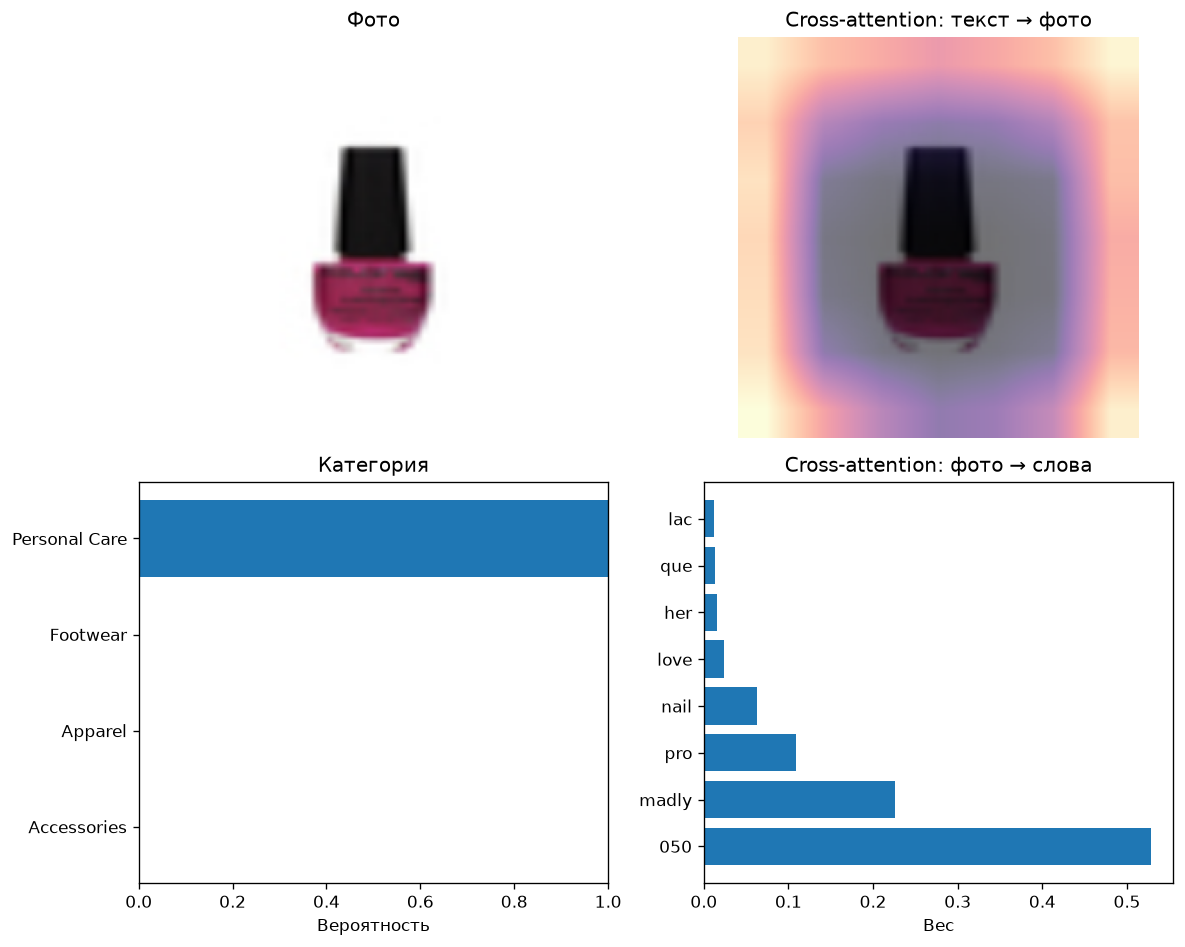 Фото
Cross-attention: текст → фото
Категория
Personal Care
Footwear
Apparel
Accessories
0.0 0.2 0.4 0.6 0.8 1.0
Вероятность
Cross-attention: фото → слова
lac
que
her
love
nail
pro
madly
050
0.0 0.1 0.2 0.3 0.4 0.5
Вес